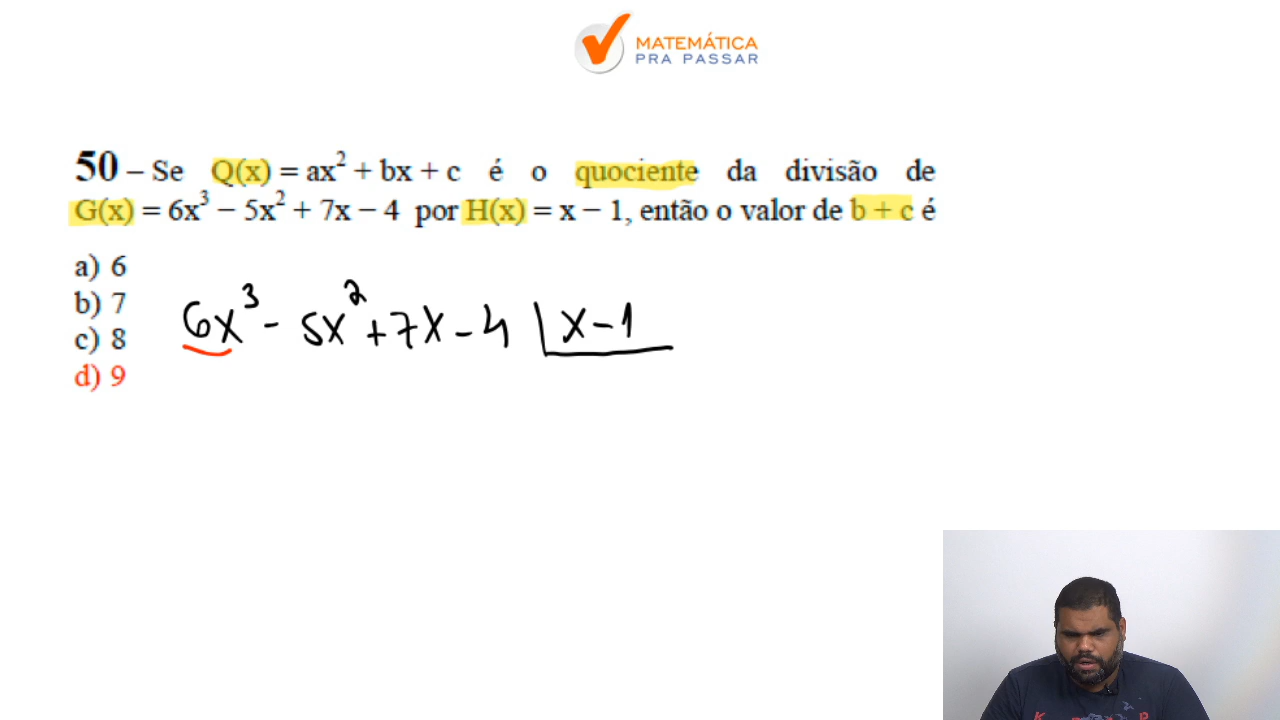 MATEMÁTICA
PRA PASSAR
50 – Se Q(x) = ax² + bx + c é o quociente da divisão de
G(x) = 6x³ − 5x² + 7x − 4 por H(x) = x − 1, então o valor de b + c é
a) 6
b) 7
c) 8
d) 9
6x³ - 5x² + 7x - 4 | x - 1